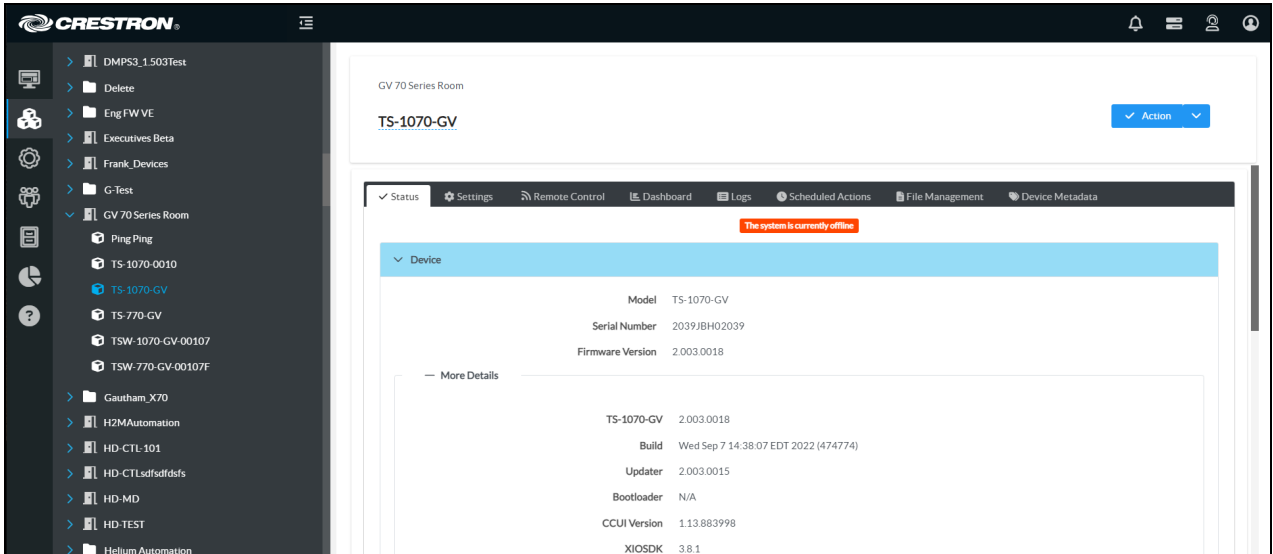 CRESTRON®
DMPS3_1.503Test
Delete
Eng FW VE
Executives Beta
Frank_Devices
G-Test
GV 70 Series Room
Ping Ping
TS-1070-0010
TS-1070-GV
TS-770-GV
TSW-1070-GV-00107
TSW-770-GV-00107F
Gautham_X70
H2MAutomation
HD-CTL-101
HD-CTLsdfsdfdsfs
HD-MD
HD-TEST
Helium Automation
GV 70 Series Room
TS-1070-GV
Action
Status Settings Remote Control Dashboard Logs Scheduled Actions File Management Device Metadata
The system is currently offline
Device
Model TS-1070-GV
Serial Number 2039JBH02039
Firmware Version 2.003.0018
More Details
TS-1070-GV 2.003.0018
Build Wed Sep 7 14:38:07 EDT 2022 (474774)
Updater 2.003.0015
Bootloader N/A
CCUI Version 1.13.883998
XIOSDK 3.8.1